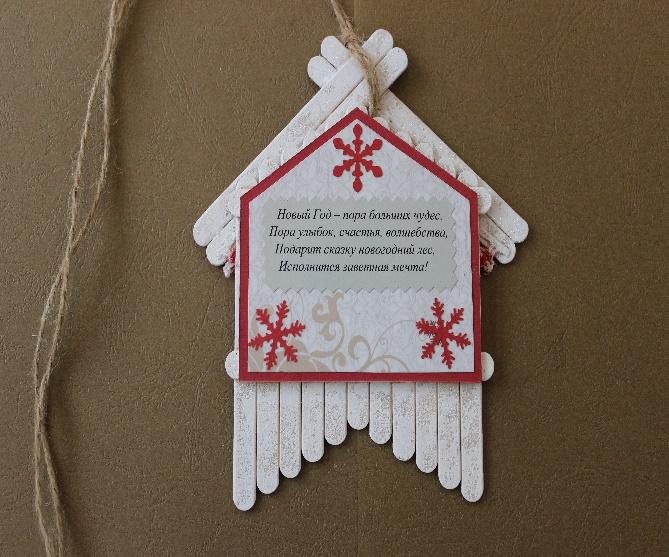 Новый Год – пора больших чудес,
Пора улыбок, счастья, волшебства,
Подарит сказку новогодний лес,
Исполнится заветная мечта!